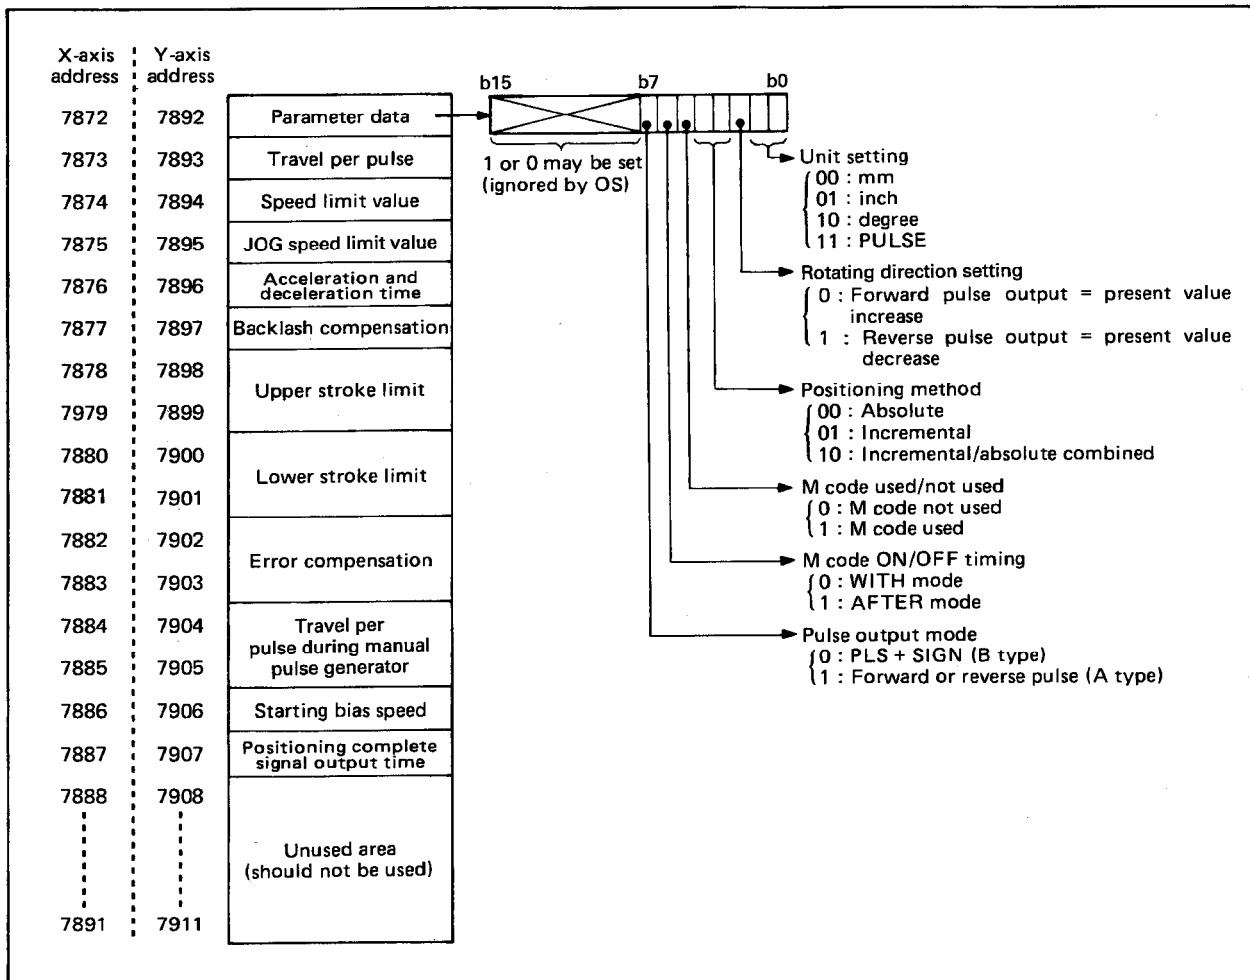 X-axis address
Y-axis address
b15 b7 b0
7872 7892 Parameter data
7873 7893 Travel per pulse
7874 7894 Speed limit value
7875 7895 JOG speed limit value
7876 7896 Acceleration and
deceleration time
7877 7897 Backlash compensation
7878 7898
Upper stroke limit
7979 7899
7880 7900
Lower stroke limit
7881 7901
7882 7902
Error compensation
7883 7903
7884 7904 Travel per
pulse during manual
7885 7905 pulse generator
7886 7906 Starting bias speed
7887 7907 Positioning complete
signal output time
7888 7908
Unused area
(should not be used)
7891 7911
1 or 0 may be set
(ignored by OS)
Unit setting
00 : mm
01 : inch
10 : degree
11 : PULSE
Rotating direction setting
0 : Forward pulse output = present value
increase
1 : Reverse pulse output = present value
decrease
Positioning method
00 : Absolute
01 : Incremental
10 : Incremental/absolute combined
M code used/not used
0 : M code not used
1 : M code used
M code ON/OFF timing
0 : WITH mode
1 : AFTER mode
Pulse output mode
0 : PLS + SIGN (B type)
1 : Forward or reverse pulse (A type)